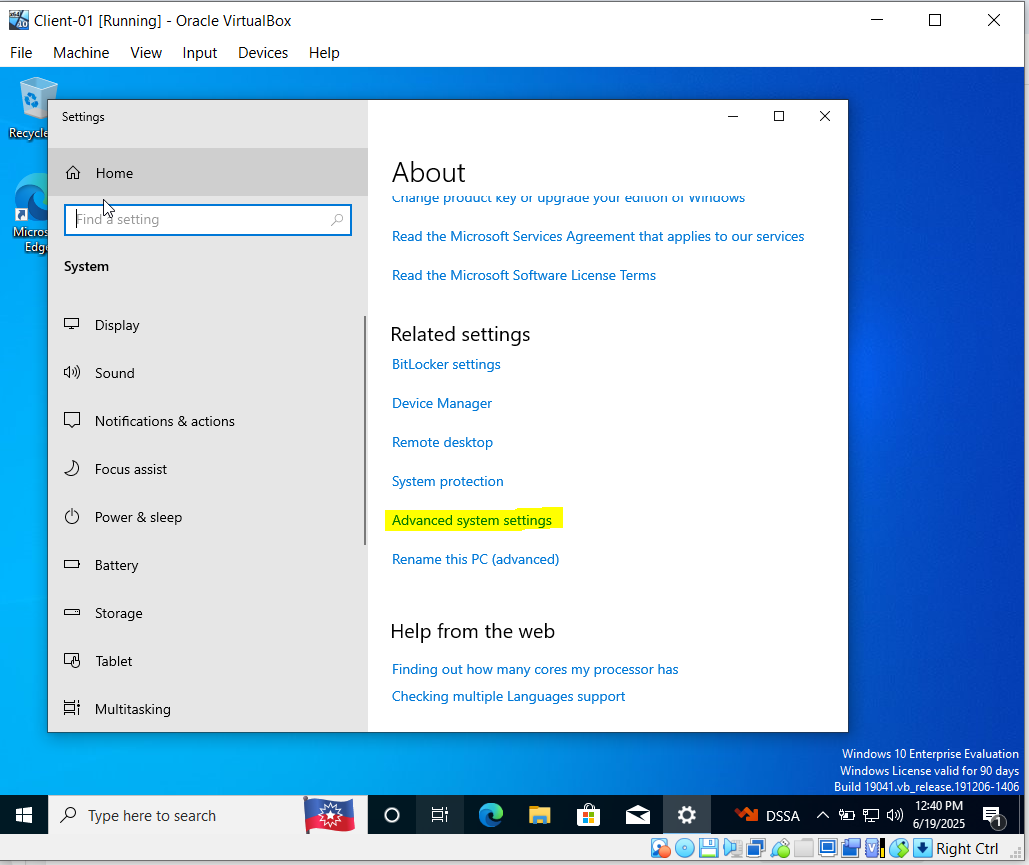 Client-01 [Running] - Oracle VirtualBox
File Machine View Input Devices Help
Recycle
Micros
Edge
Settings
Home
Find a setting
System
Display
Sound
Notifications & actions
Focus assist
Power & sleep
Battery
Storage
Tablet
Multitasking
About
Change product key or upgrade your edition of Windows
Read the Microsoft Services Agreement that applies to our services
Read the Microsoft Software License Terms
Related settings
BitLocker settings
Device Manager
Remote desktop
System protection
Advanced system settings
Rename this PC (advanced)
Help from the web
Finding out how many cores my processor has
Checking multiple Languages support
Windows 10 Enterprise Evaluation
Windows License valid for 90 days
Build 19041.vb_release.191206-1406
Type here to search
DSSA
12:40 PM
6/19/2025
1
Right Ctrl